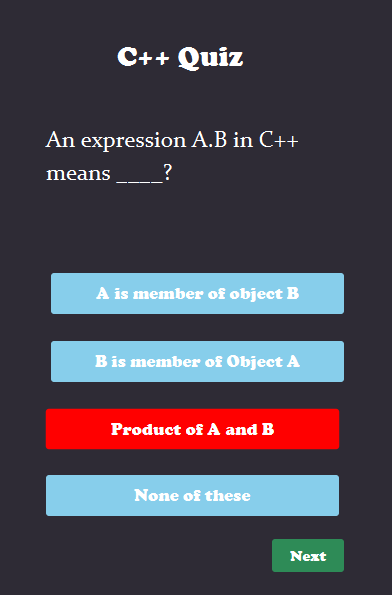 C++ Quiz
An expression A.B in C++
means ____?
A is member of object B
B is member of Object A
Product of A and B
None of these
Next